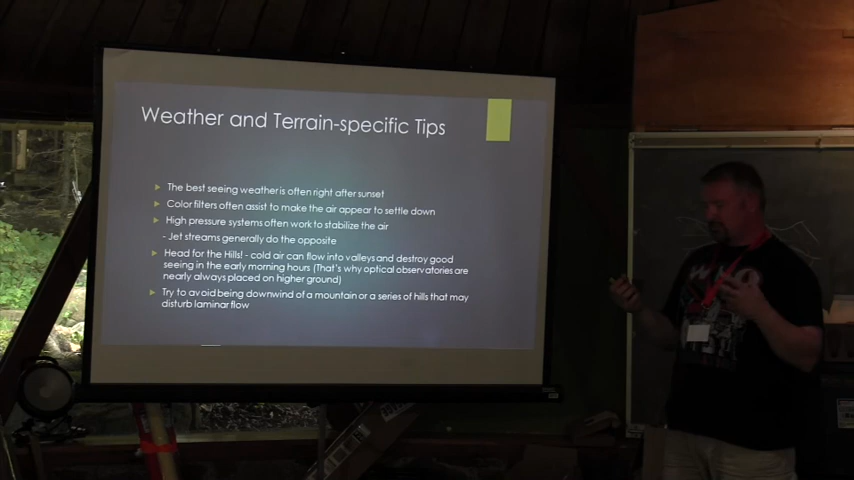 Weather and Terrain-specific Tips
The best seeing weather is often right after sunset
Color filters often assist to make the air appear to settle down
High pressure systems often work to stabilize the air
- Jet streams generally do the opposite
Head for the Hills! - cold air can flow into valleys and destroy good
seeing in the early morning hours (That's why optical observatories are
nearly always placed on higher ground)
Try to avoid being downwind of a mountain or a series of hills that may
disturb laminar flow